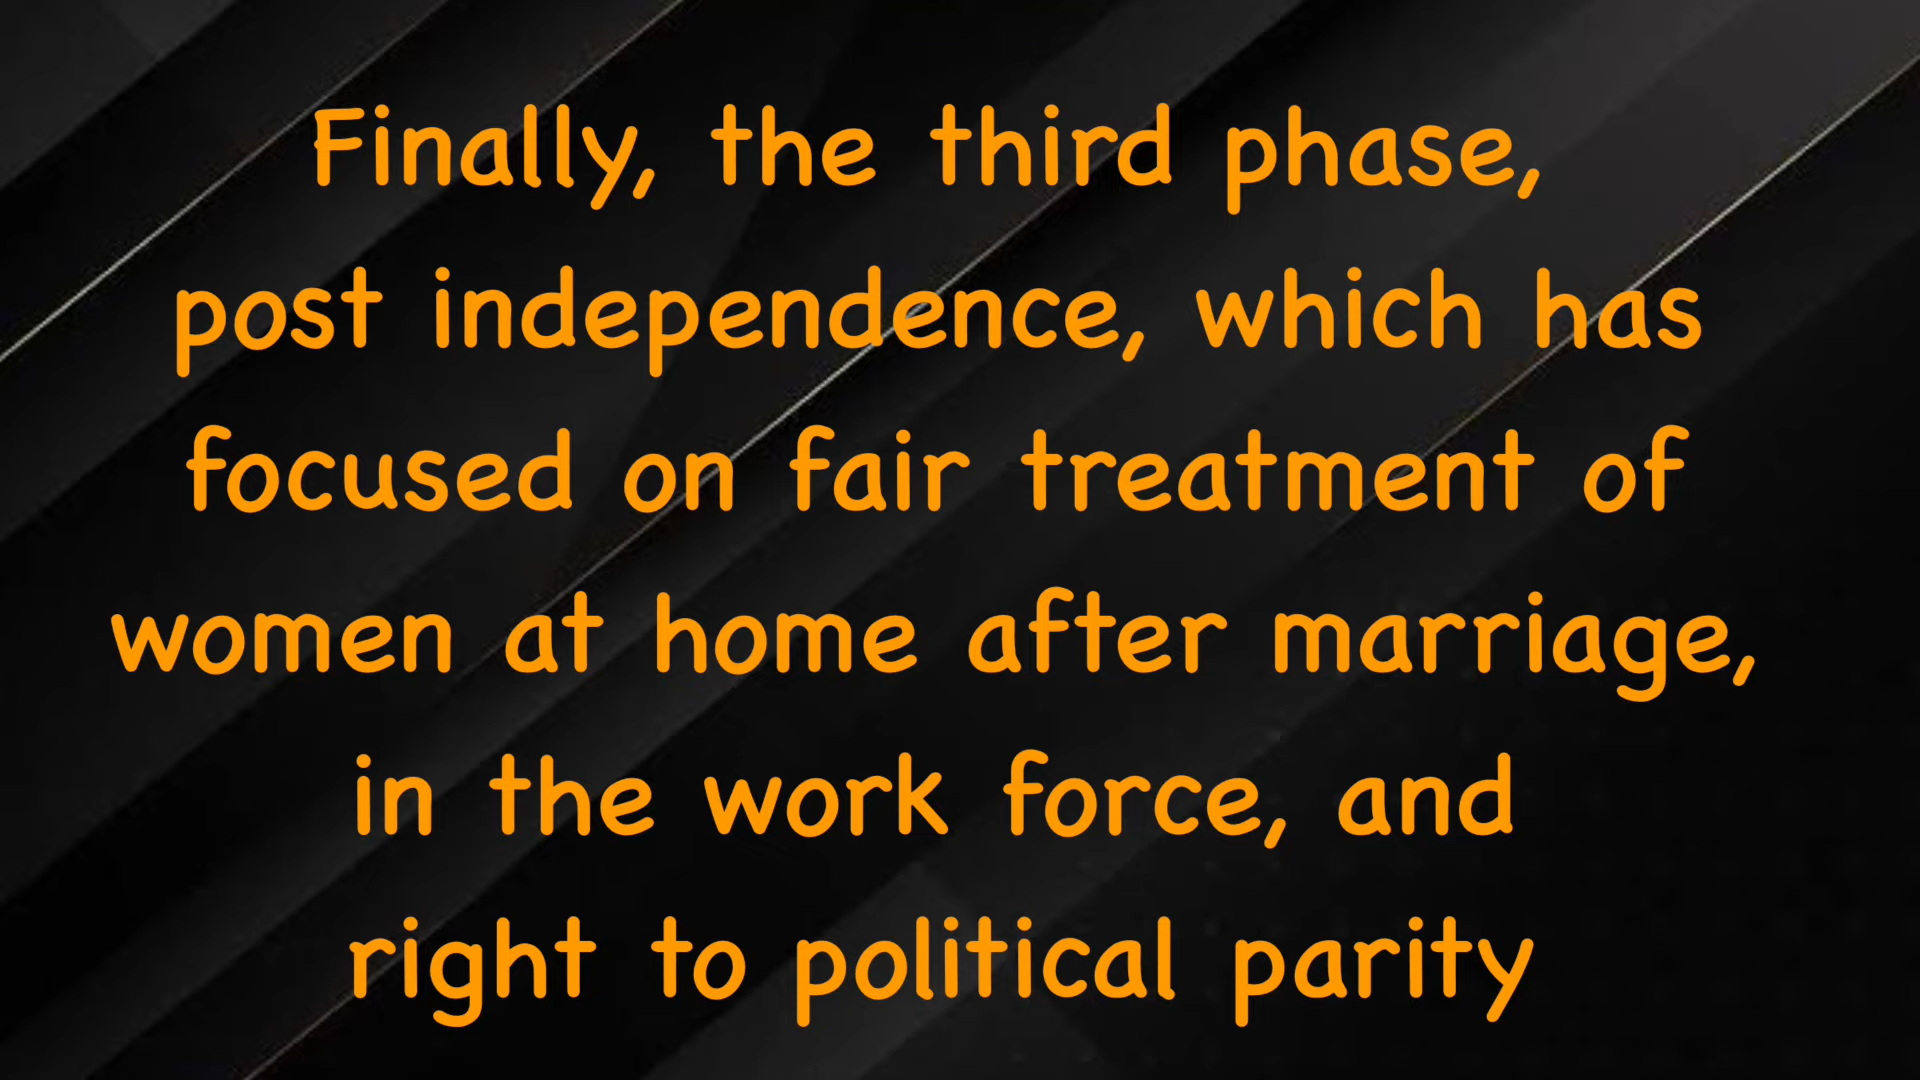 Finally, the third phase,
post independence, which has
focused on fair treatment of
women at home after marriage,
in the work force, and
right to political parity